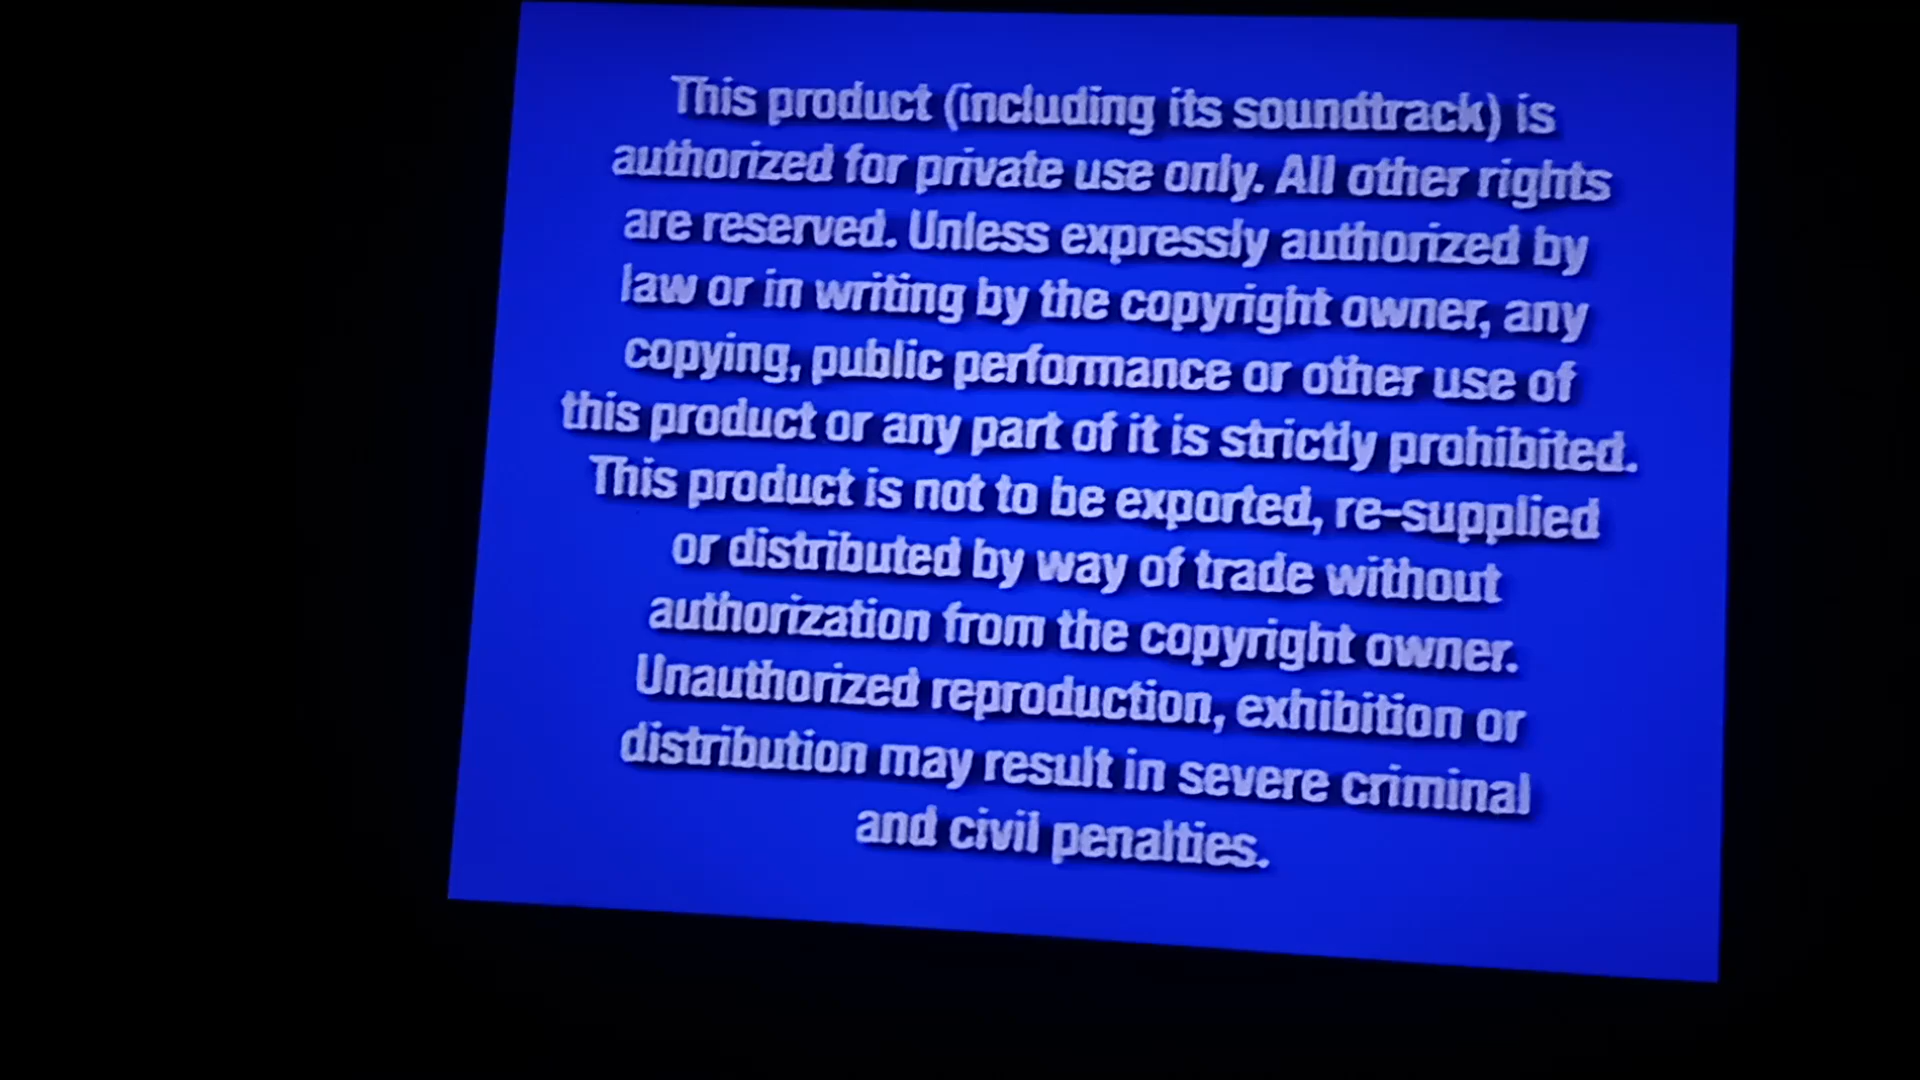 This product (including its soundtrack) is
authorized for private use only. All other rights
are reserved. Unless expressly authorized by
law or in writing by the copyright owner, any
copying, public performance or other use of
this product or any part of it is strictly prohibited.
This product is not to be exported, re-supplied
or distributed by way of trade without
authorization from the copyright owner.
Unauthorized reproduction, exhibition or
distribution may result in severe criminal
and civil penalties.